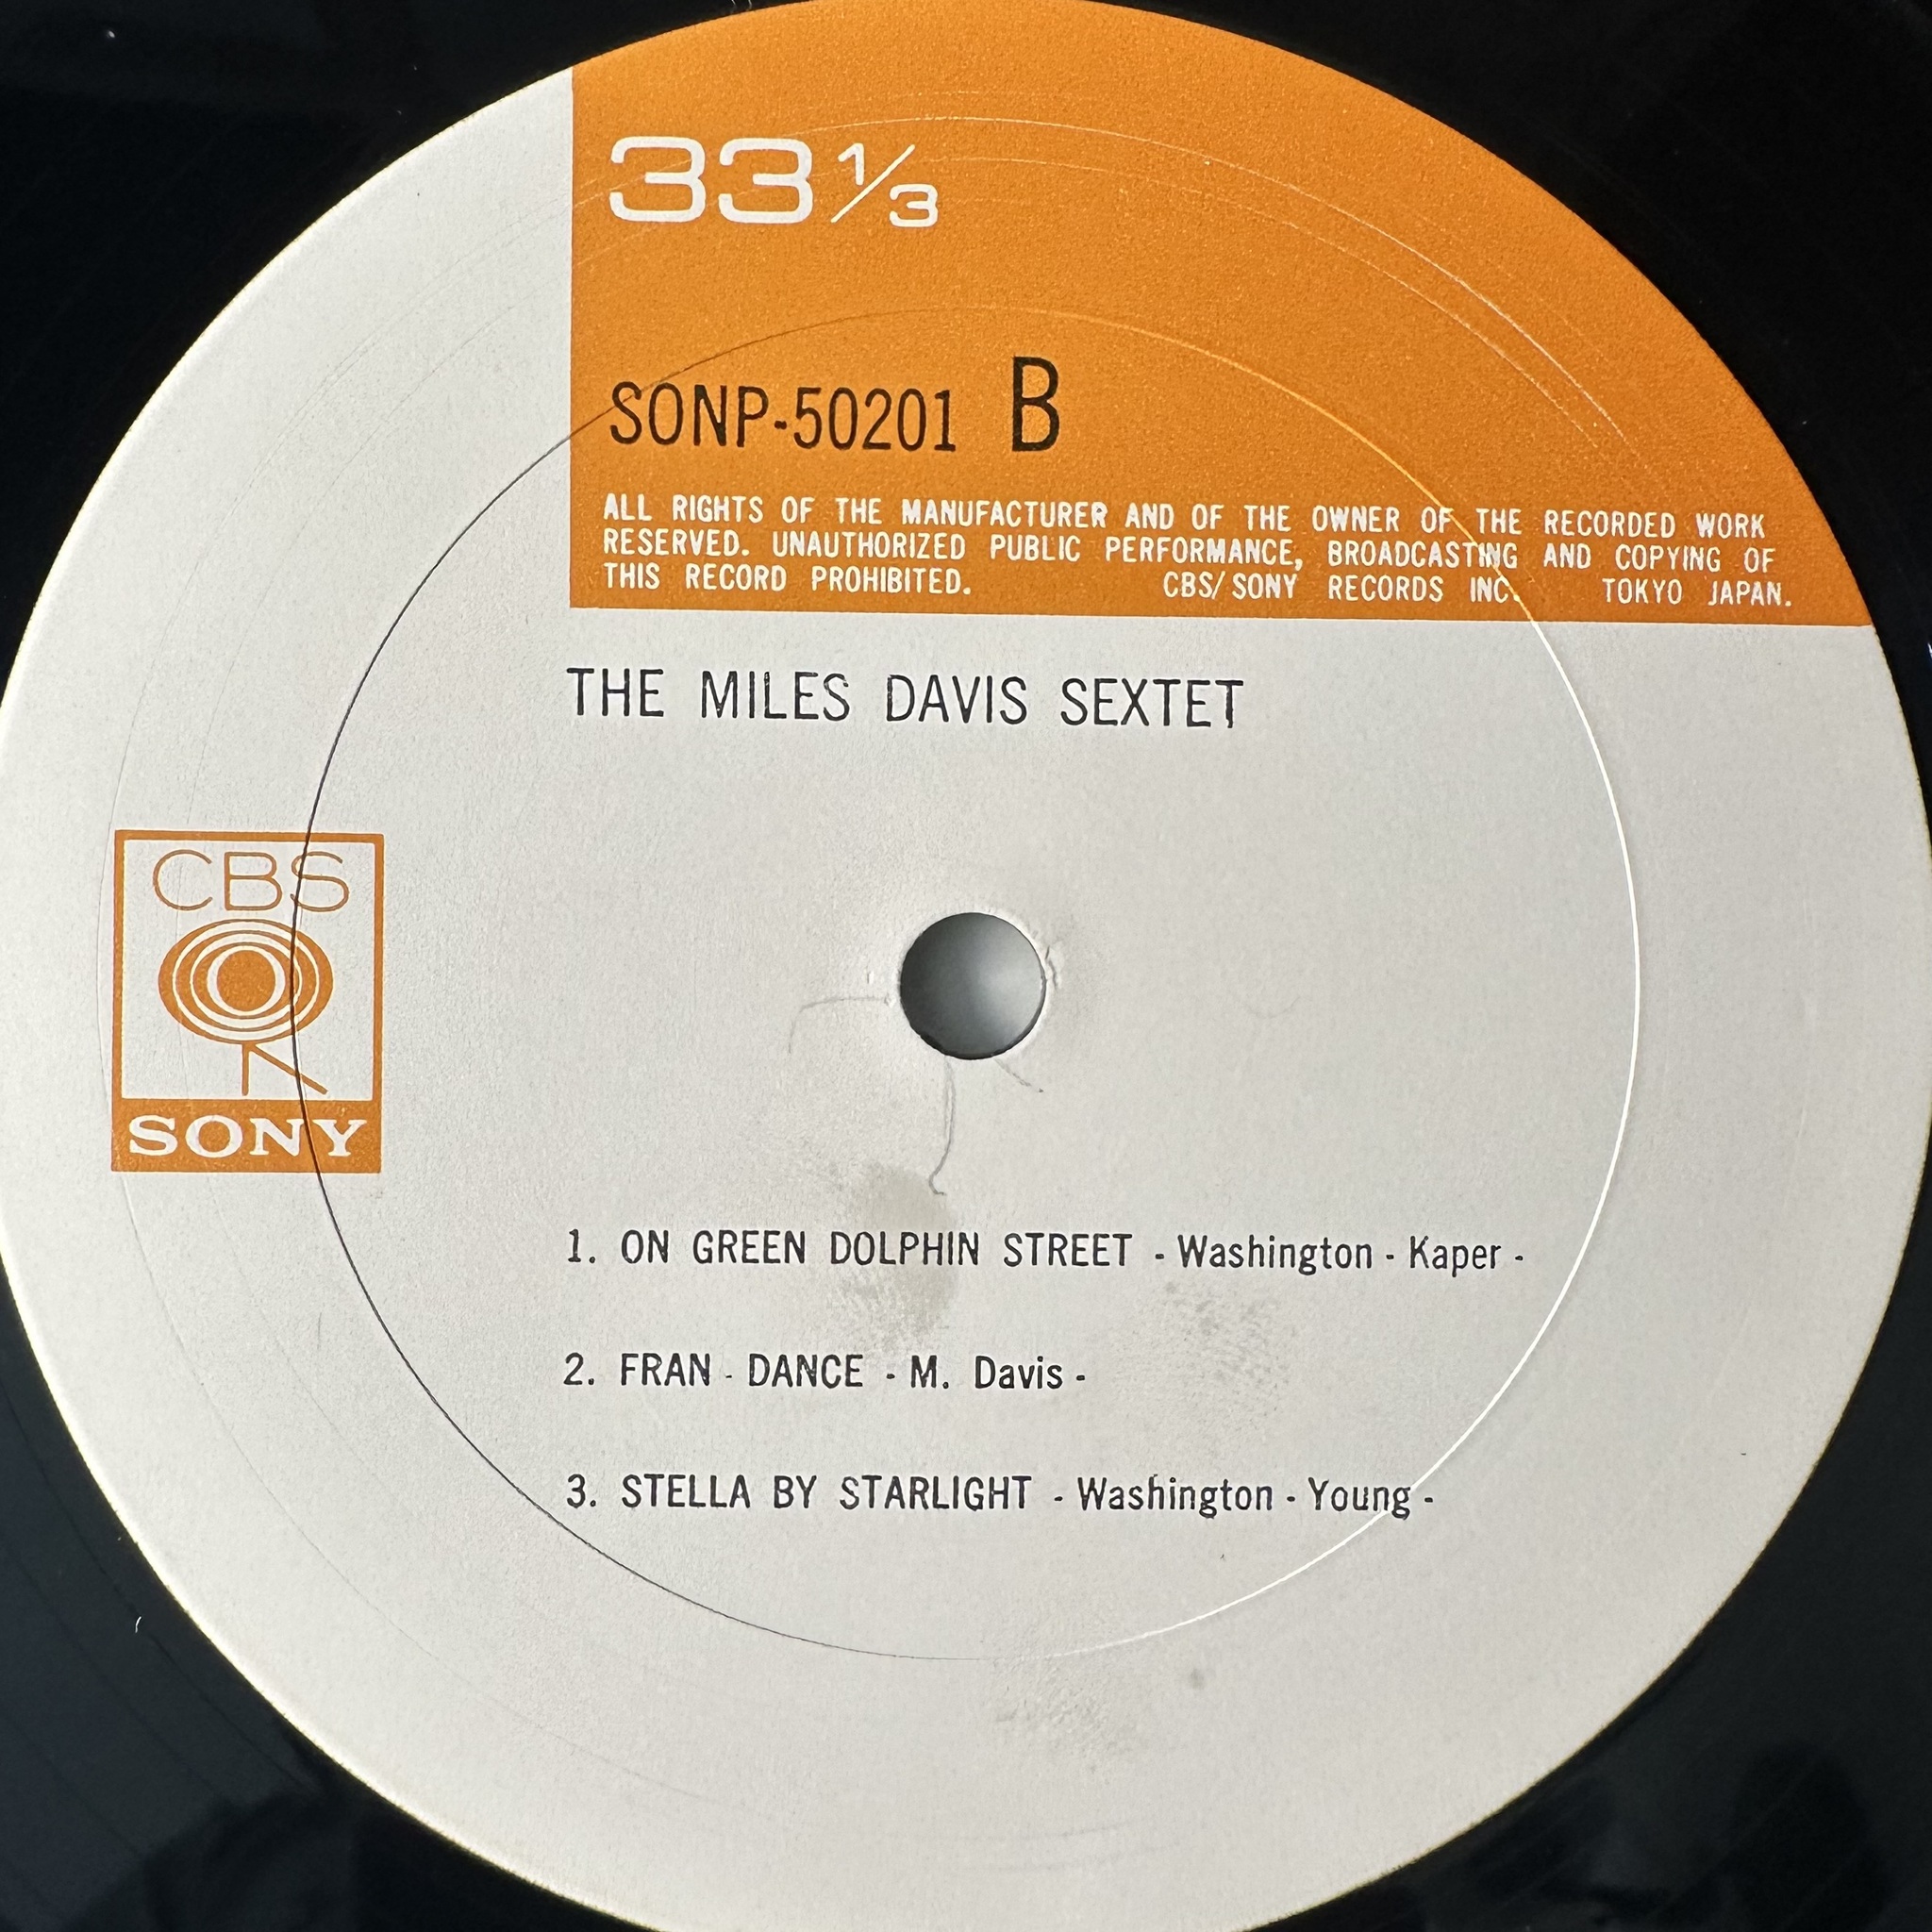 33 1/3
SONP-50201 B
ALL RIGHTS OF THE MANUFACTURER AND OF THE OWNER OF THE RECORDED WORK
RESERVED. UNAUTHORIZED PUBLIC PERFORMANCE, BROADCASTING AND COPYING OF
THIS RECORD PROHIBITED. CBS/SONY RECORDS INC. TOKYO JAPAN.
THE MILES DAVIS SEXTET
CBS
SONY
1. ON GREEN DOLPHIN STREET - Washington - Kaper -
2. FRAN - DANCE - M. Davis -
3. STELLA BY STARLIGHT - Washington - Young -